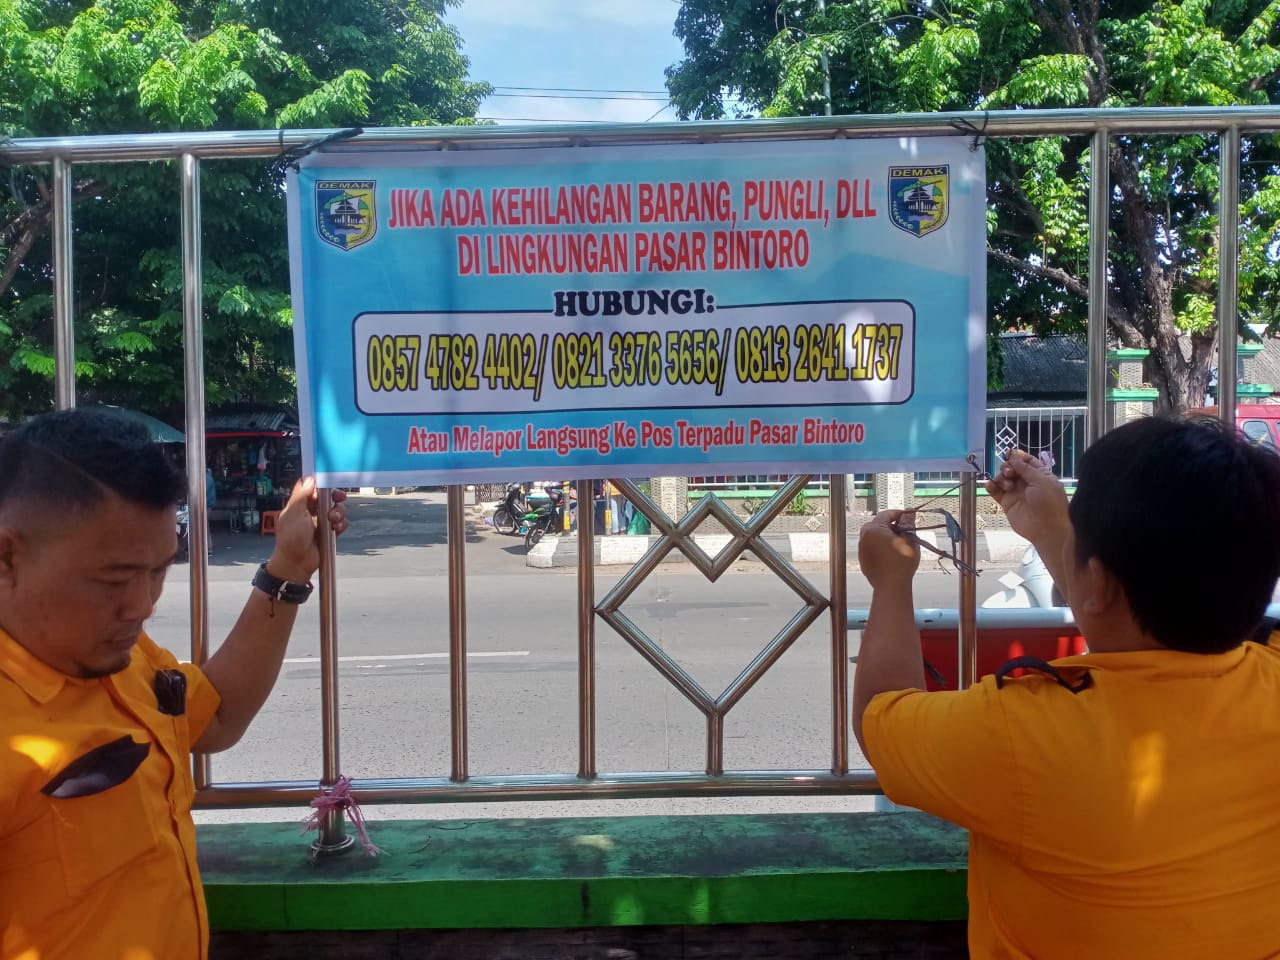 DEMAK
DEMAK
JIKA ADA KEHILANGAN BARANG, PUNGLI, DLL
DI LINGKUNGAN PASAR BINTORO
HUBUNGI:
0857 4782 4402/ 0821 3376 5656/ 0813 2641 1737
Atau Melapor Langsung Ke Pos Terpadu Pasar Bintoro